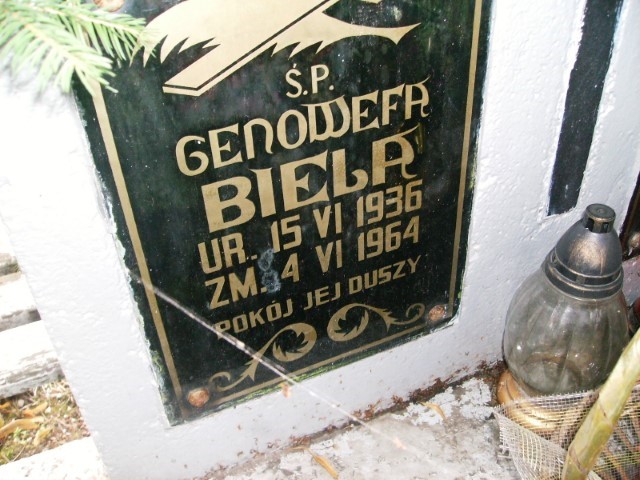 Ś.P.
GENOWEFA
BIELA
UR. 15 VI 1936
ZM. 4 VI 1964
POKÓJ JEJ DUSZY